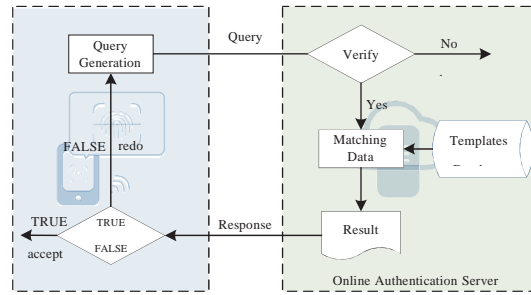 Query
Generation
Query
Verify
No
Yes
Matching
Data
Templates
FALSE redo
TRUE
accept
TRUE
FALSE
Response
Result
Online Authentication Server